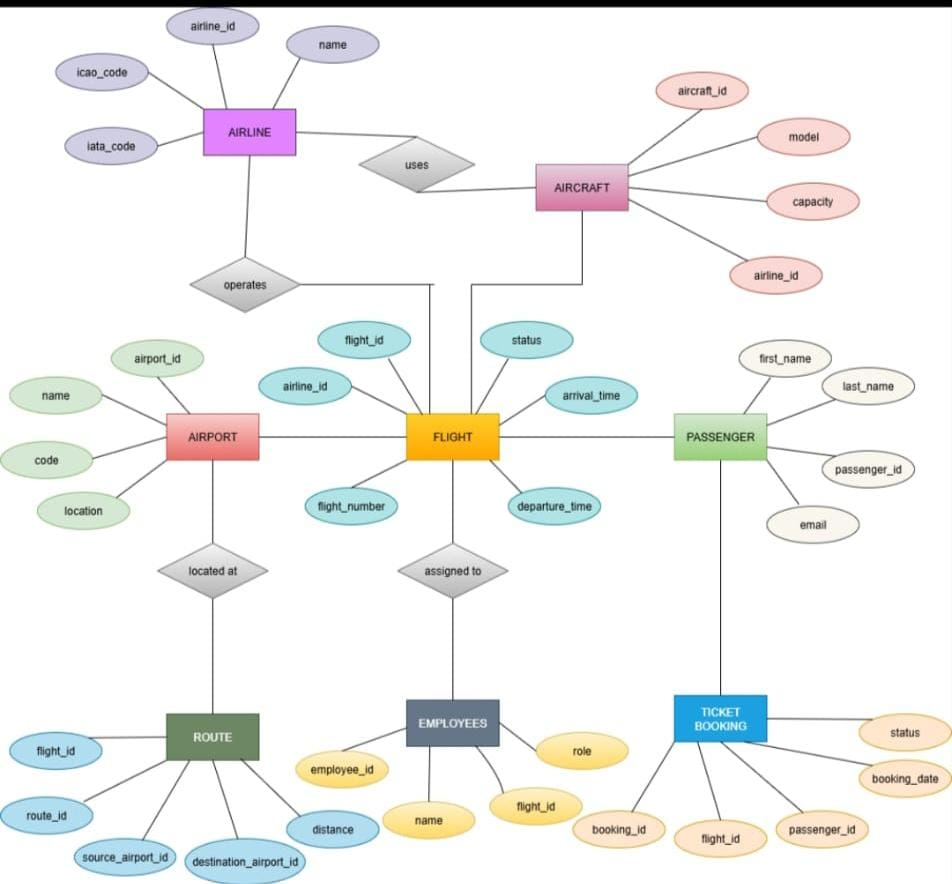 airline_id
name
icao_code
iata_code
AIRLINE
uses
aircraft_id
model
AIRCRAFT
capacity
airline_id
operates
flight_id
status
airline_id
arrival_time
airport_id
name
AIRPORT
FLIGHT
code
location
flight_number
departure_time
first_name
last_name
PASSENGER
passenger_id
email
located at
assigned to
ROUTE
flight_id
route_id
source_airport_id
destination_airport_id
distance
EMPLOYEES
employee_id
name
flight_id
role
TICKET
BOOKING
status
booking_date
booking_id
flight_id
passenger_id